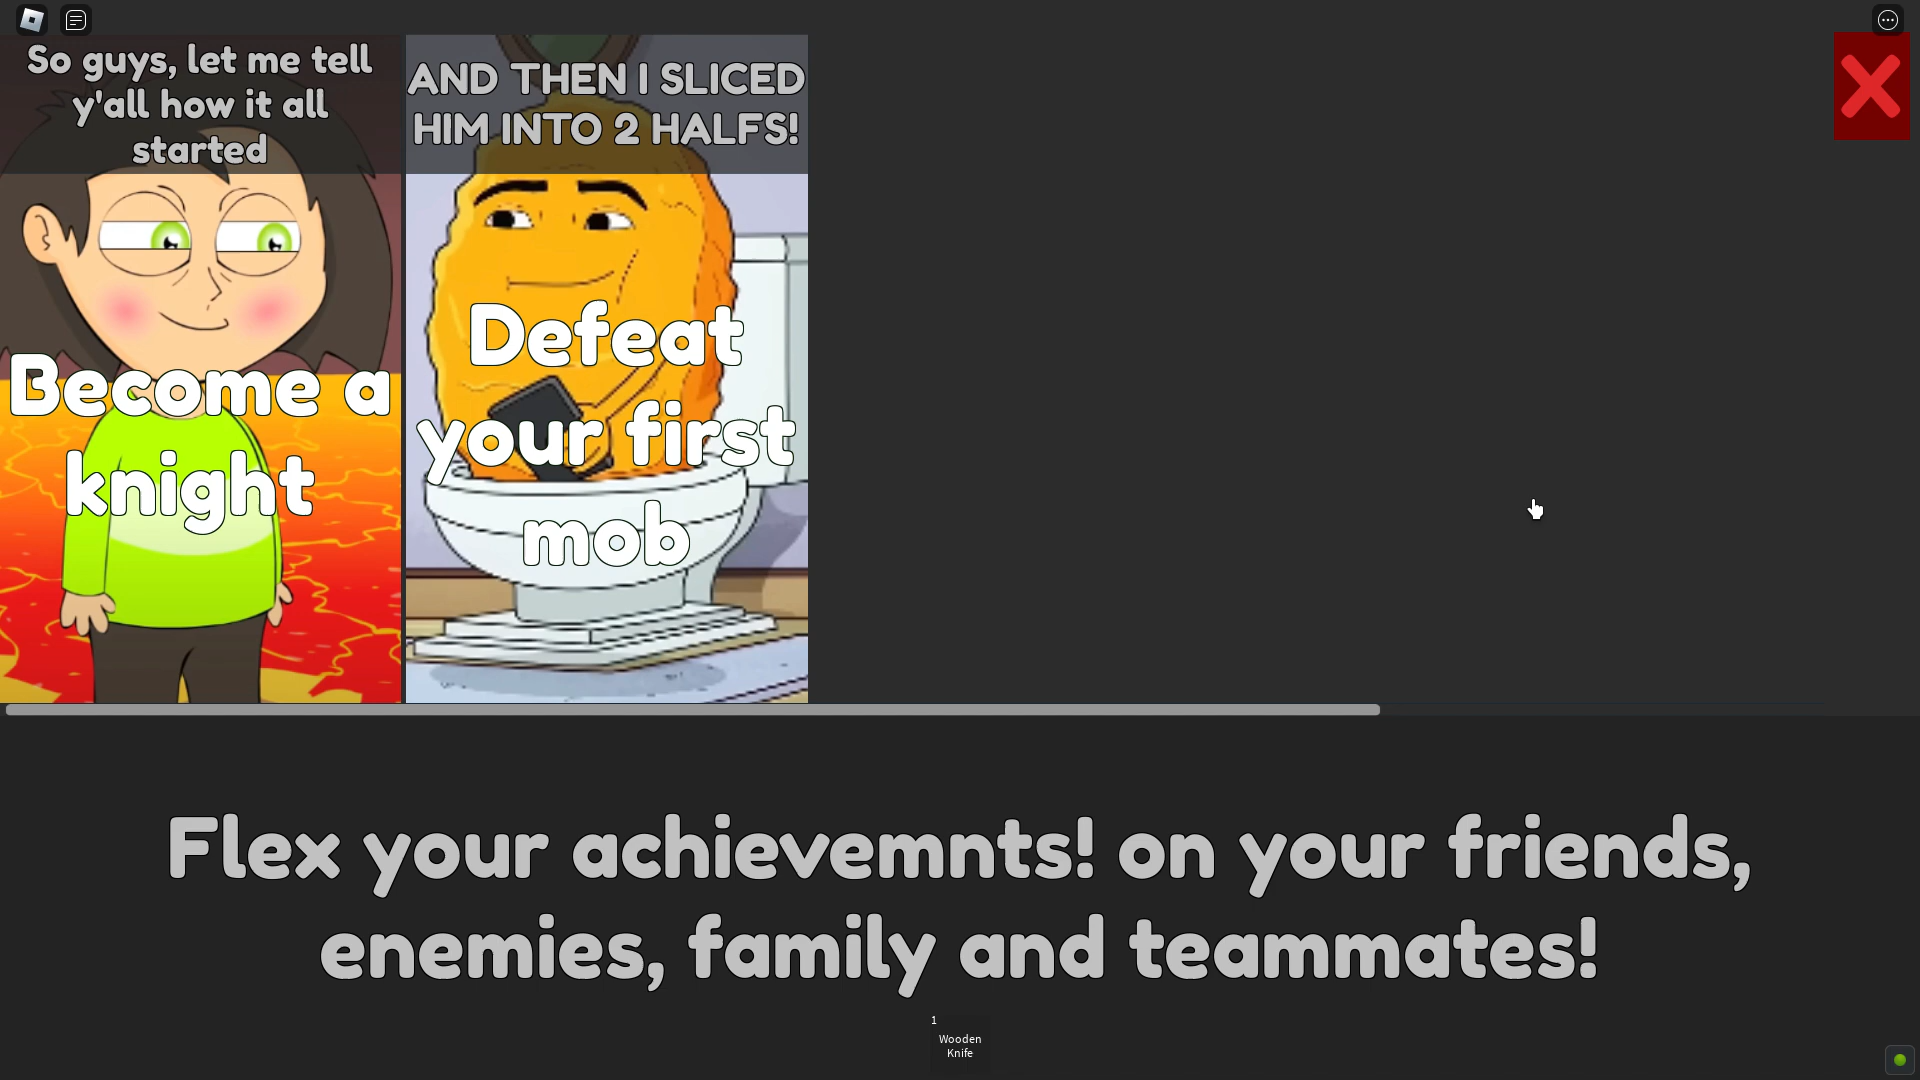 So guys, let me tell
y'all how it all
started
AND THEN I SLICED
HIM INTO 2 HALFS!
Become a
knight
Defeat
your first
mob
Flex your achievemnts! on your friends,
enemies, family and teammates!
1
Wooden
Knife